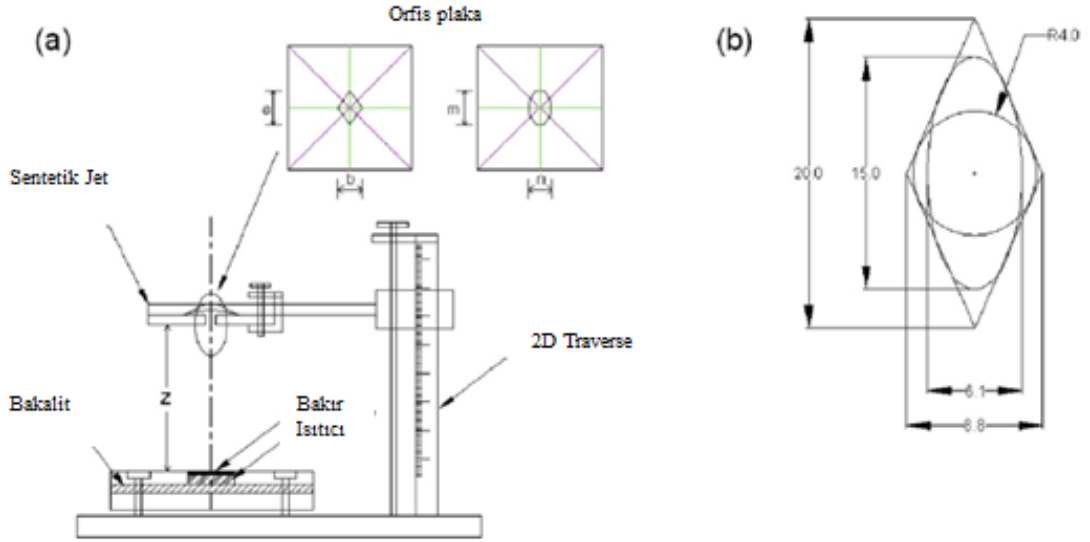 Orfis plaka
(a)
(b)
R4.0
e
m
b
n
20.0
15.0
Sentetik Jet
2D Traverse
z
Bakalit
Bakır
Isıtıcı
6.1
8.8